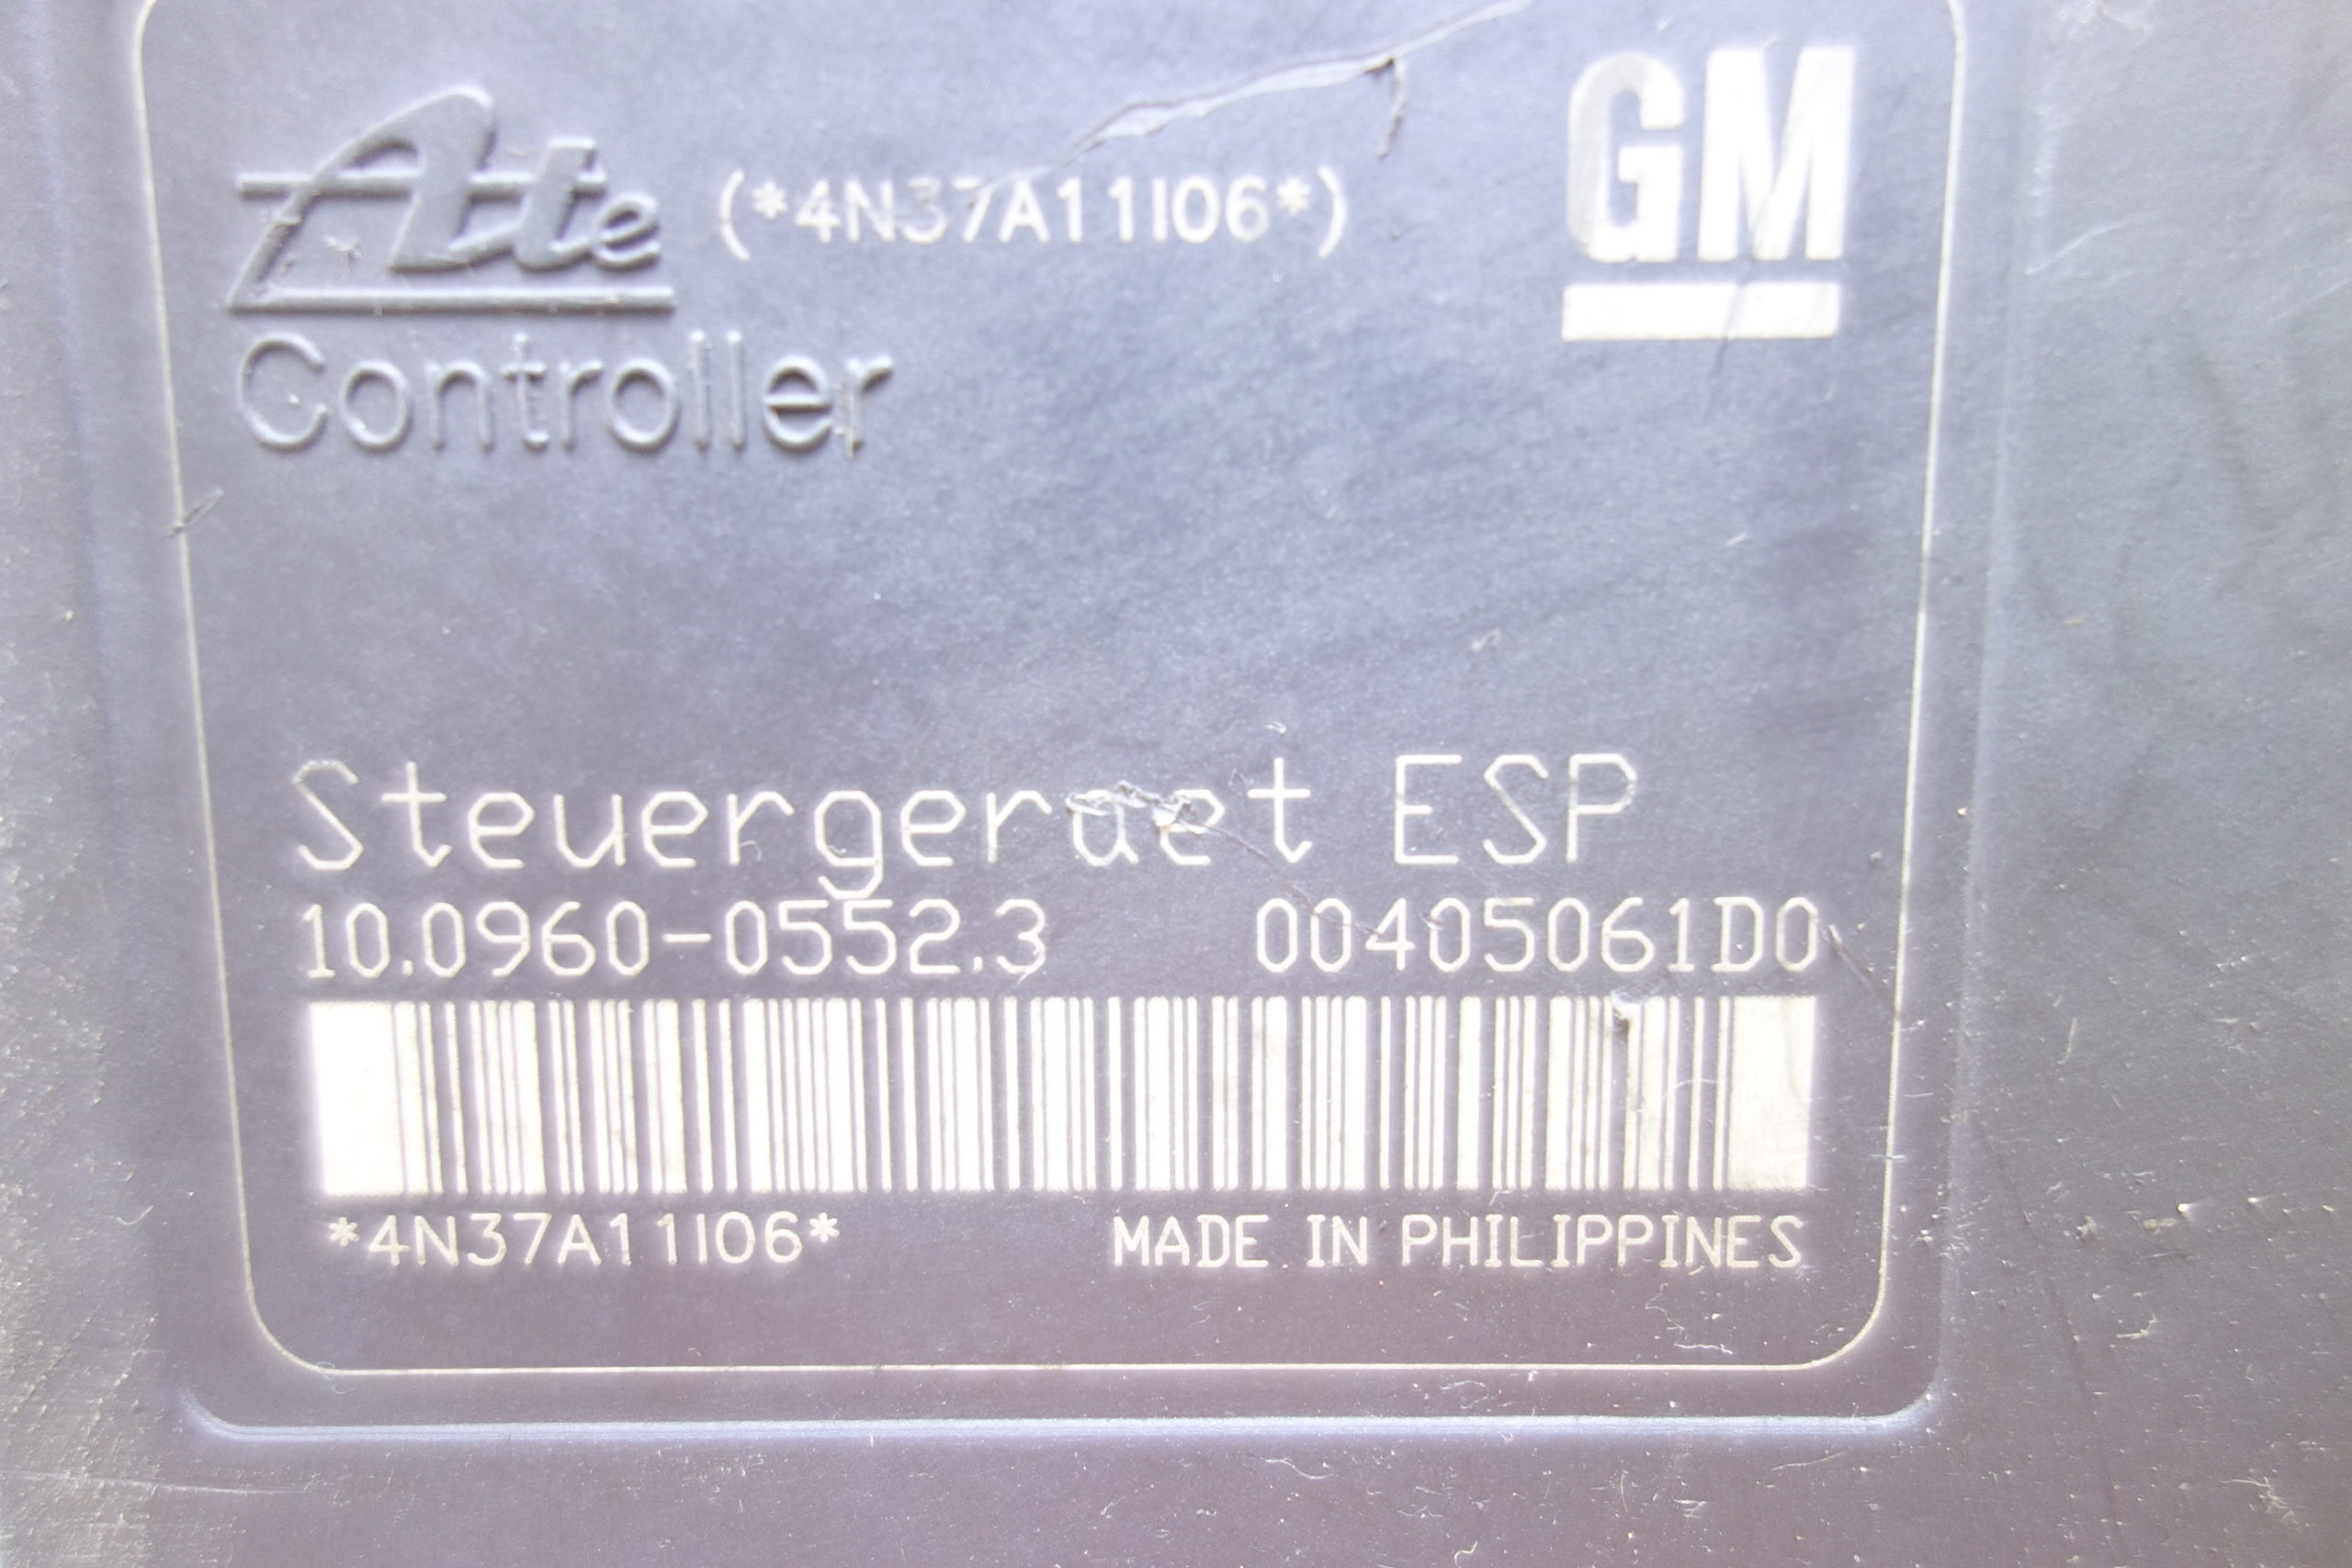 Ate (*4N37A11I06*) GM
Controller
Steuergeraet ESP
10.0960-0552.3 00405061D0
*4N37A11I06* MADE IN PHILIPPINES